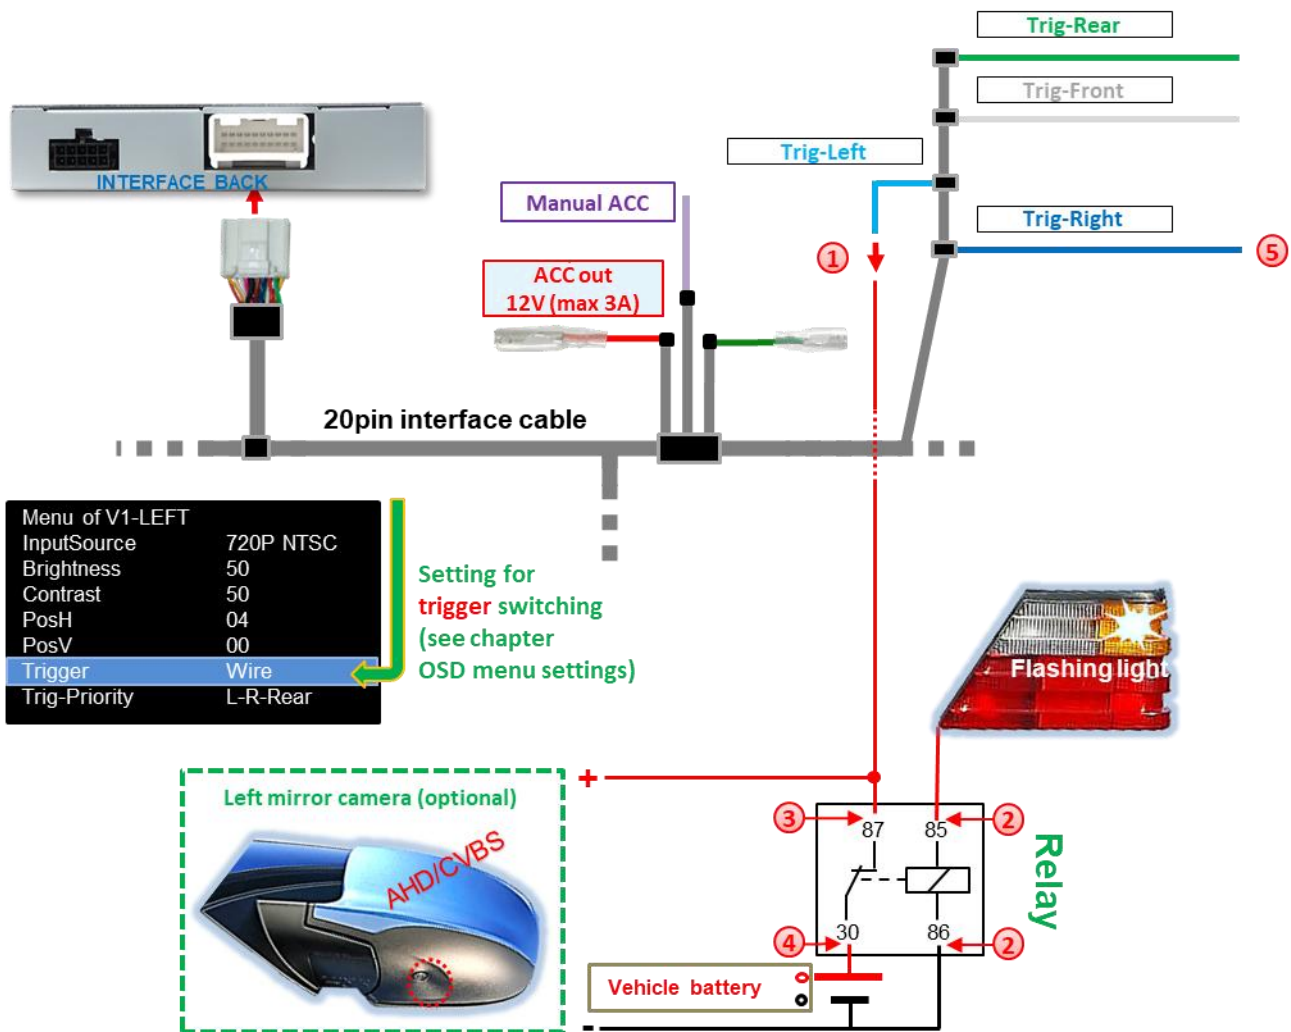 Trig-Rear
Trig-Front
Trig-Left
INTERFACE BACK
Manual ACC
Trig-Right
1
5
ACC out
12V (max 3A)
20pin interface cable
Menu of V1-LEFT
InputSource 720P NTSC
Brightness 50
Contrast 50
PosH 04
PosV 00
Trigger Wire
Trig-Priority L-R-Rear
Setting for
trigger switching
(see chapter
OSD menu settings)
Flashing light
+
Left mirror camera (optional)
AHD/CVBS
3
87
85
2
Relay
4
30
86
2
Vehicle battery
-